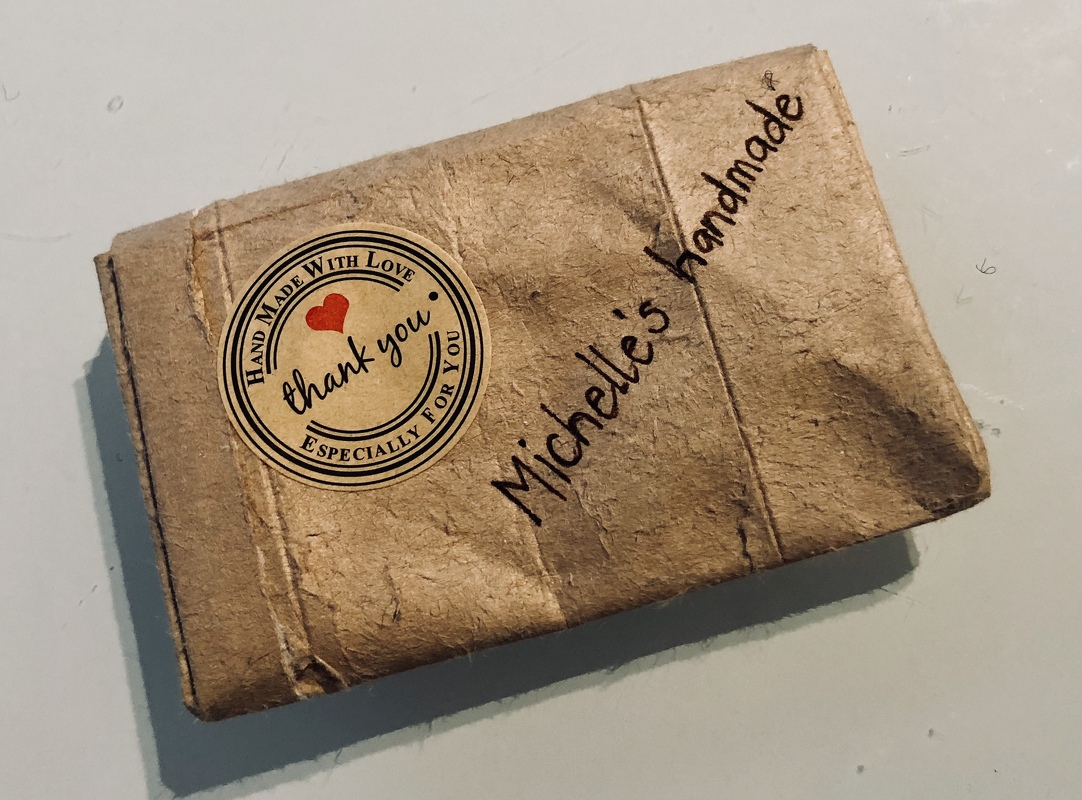 HAND MADE WITH LOVE
thank you
ESPECIALLY FOR YOU
Michelle's handmade